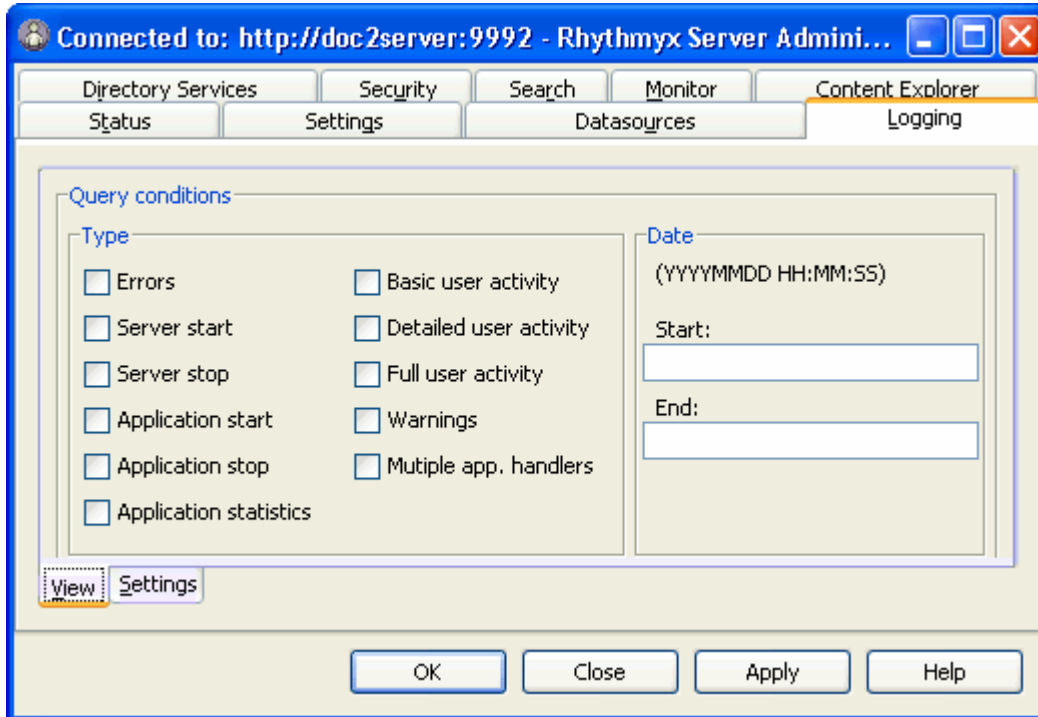 Connected to: http://doc2server:9992 - Rhythmyx Server Admini...
Directory Services Security Search Monitor Content Explorer
Status Settings Datasources Logging
Query conditions
Type
Date
Errors
Basic user activity
(YYYYMMDD HH:MM:SS)
Server start
Detailed user activity
Start:
Server stop
Full user activity
Application start
Warnings
End:
Application stop
Mutiple app. handlers
Application statistics
View Settings
OK Close Apply Help